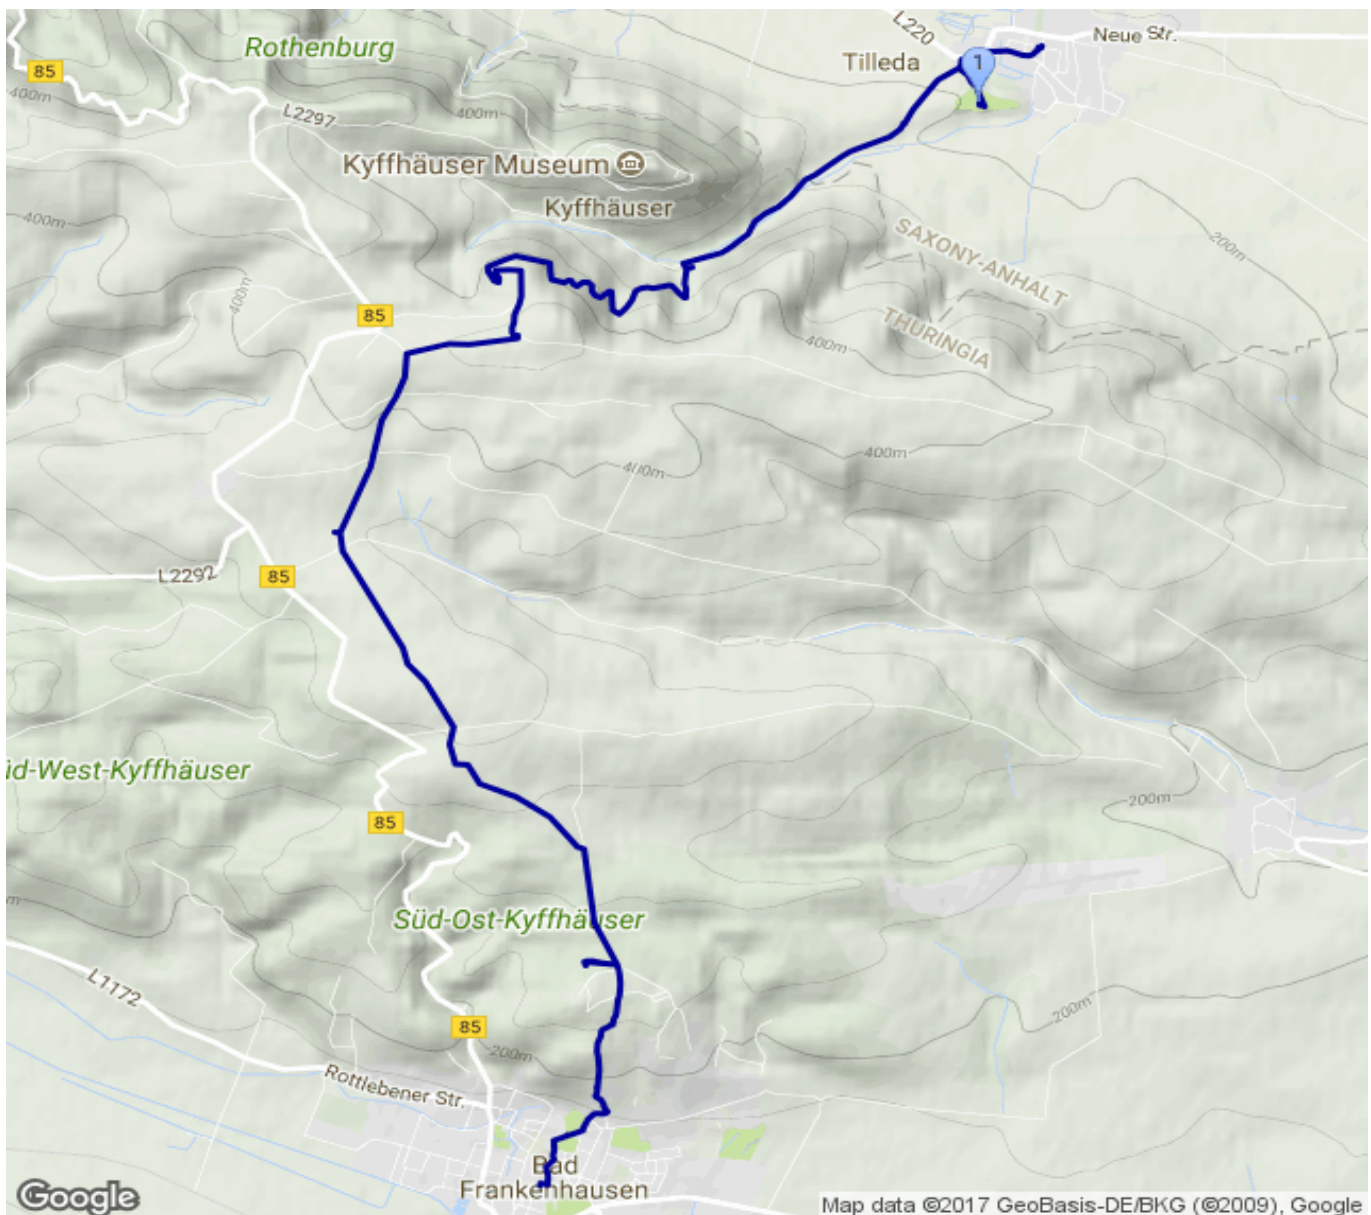 L220
Neue Str.
Rothenburg
Tilleda
1
85
400m
400m
L2297
Kyffhäuser Museum
Kyffhäuser
400m
SAXONY-ANHALT
200m
400m
85
THURINGIA
400m
400m
400m
L2292
85
üd-West-Kyffhäuser
200m
85
Süd-Ost-Kyffhäuser
L1172
200m
85
200m
Rottlebener Str.
Bad
Frankenhausen
Google
Map data ©2017 GeoBasis-DE/BKG (©2009), Google